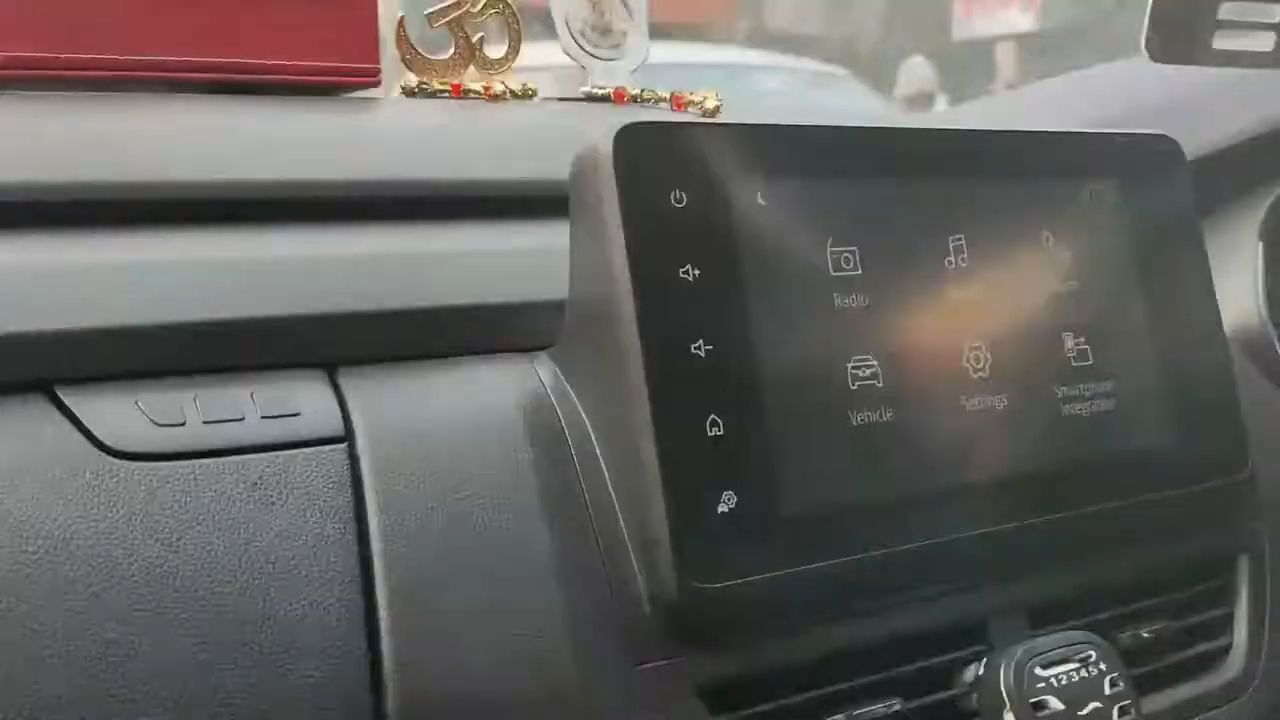 ॐ
Radio
Vehicle
Settings
Smartphone
Integration
-12345+